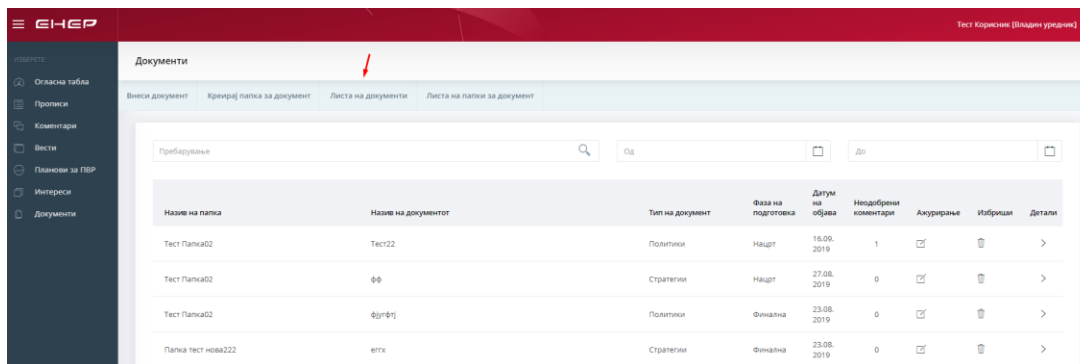 ЕНЕР
Тест Корисник [Владин уредник]
ИЗБЕРЕТЕ
Огласна табла
Прописи
Коментари
Вести
Планови за ПВР
Интереси
Документи
Документи
Внеси документ Креирај папка за документ Листа на документи Листа на папки за документ
Пребарување Од До
Назив на папка Назив на документот Тип на документ Фаза на подготовка Датум на објава Неодобрени коментари Ажурирање Избриши Детали
Тест Папка02 Тест22 Политики Нацрт 16.09.2019 1
Тест Папка02 фф Стратегии Нацрт 27.08.2019 0
Тест Папка02 фјургфтј Политики Финална 23.08.2019 0
Папка тест нова222 еггх Стратегии Финална 23.08.2019 0